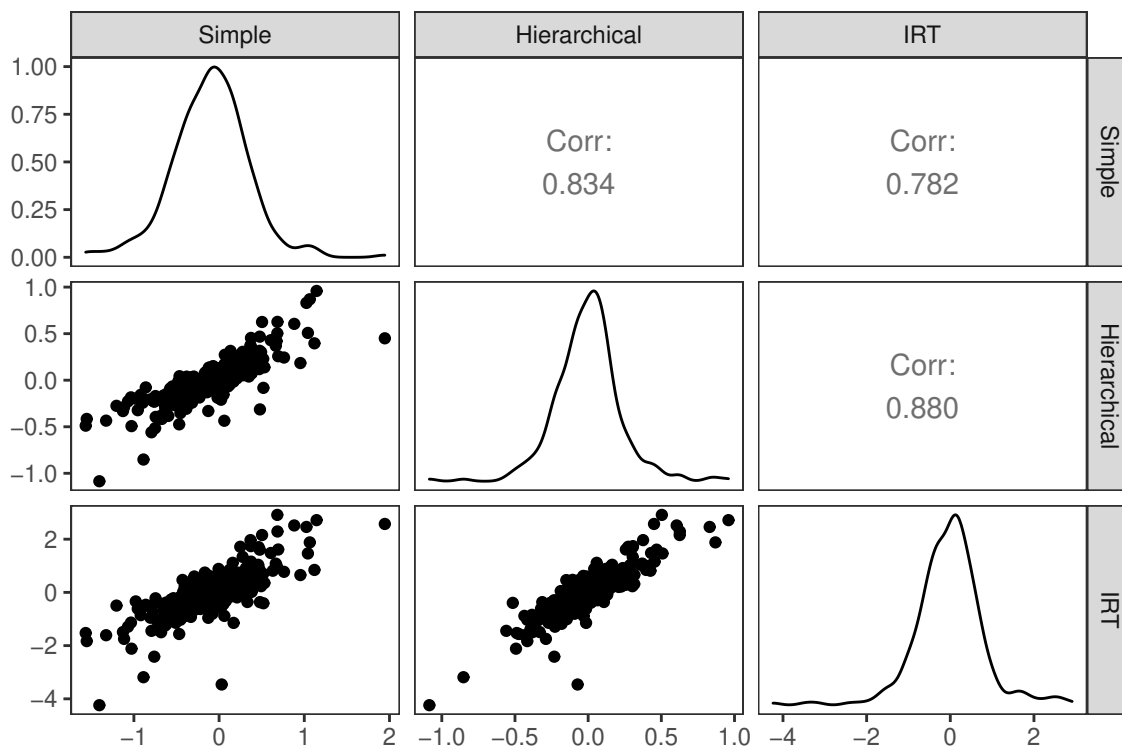 Simple Hierarchical IRT
1.00
0.75
0.50
0.25
0.00
Corr:
0.834
Corr:
0.782
Simple
1.0
0.5
0.0
−0.5
−1.0
Corr:
0.880
Hierarchical
2
0
−2
−4
IRT
−1 0 1 2
−1.0 −0.5 0.0 0.5 1.0
−4 −2 0 2